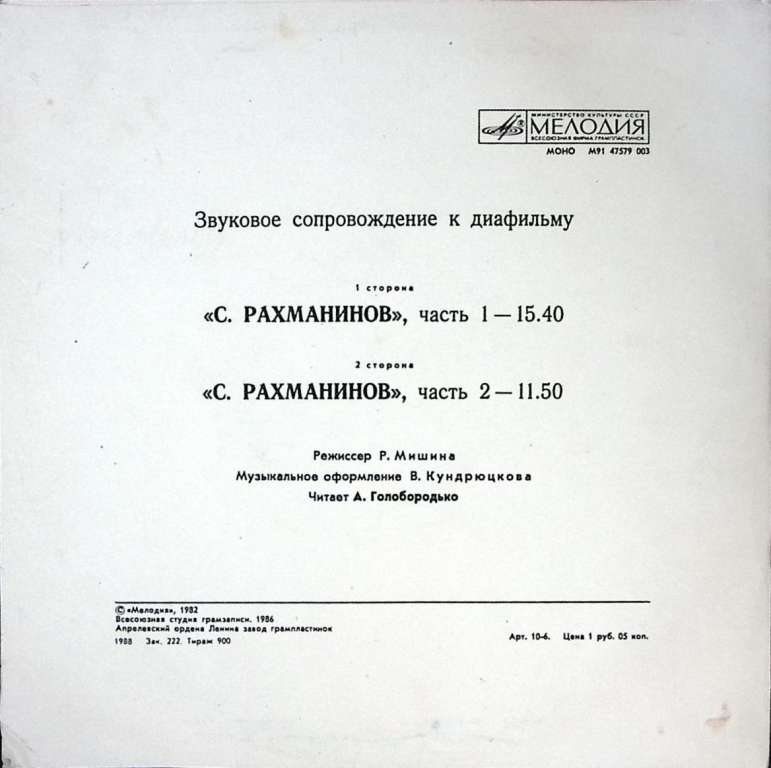 МИНИСТЕРСТВО КУЛЬТУРЫ СССР
МЕЛОДИЯ
ВСЕСОЮЗНАЯ ФИРМА ГРАМПЛАСТИНОК
МОНО М91 47579 003
Звуковое сопровождение к диафильму
1 сторона
«С. РАХМАНИНОВ», часть 1 — 15.40
2 сторона
«С. РАХМАНИНОВ», часть 2 — 11.50
Режиссер Р. Мишина
Музыкальное оформление В. Кундрюцкова
Читает А. Голобородько
© «Мелодия», 1982
Всесоюзная студия грамзаписи. 1986
Апрелевский ордена Ленина завод грампластинок
1988 Зак. 222. Тираж 900
Арт. 10-6. Цена 1 руб. 05 коп.